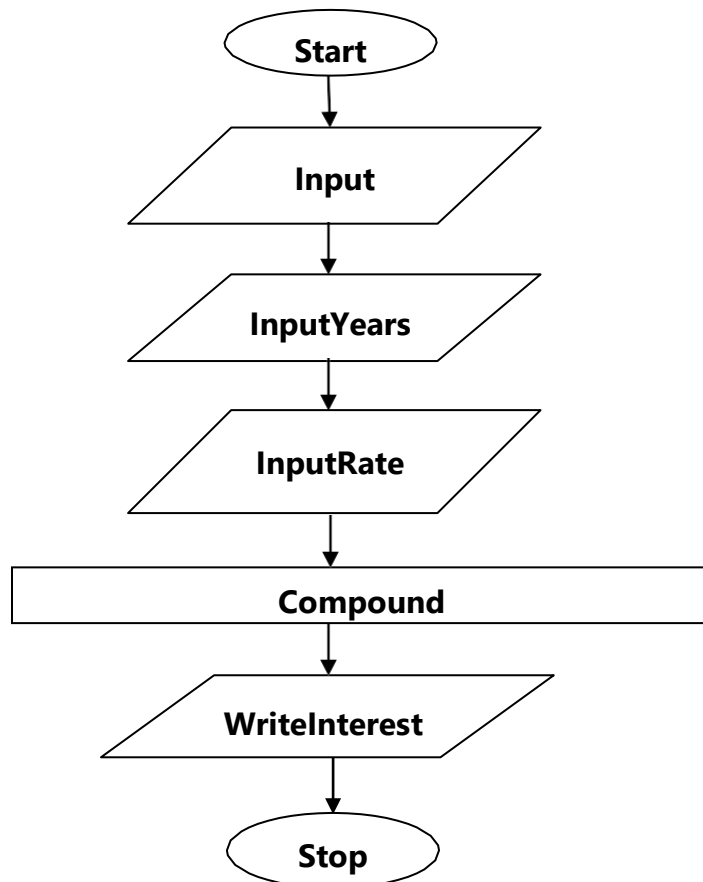 Start
Input
InputYears
InputRate
Compound
WriteInterest
Stop